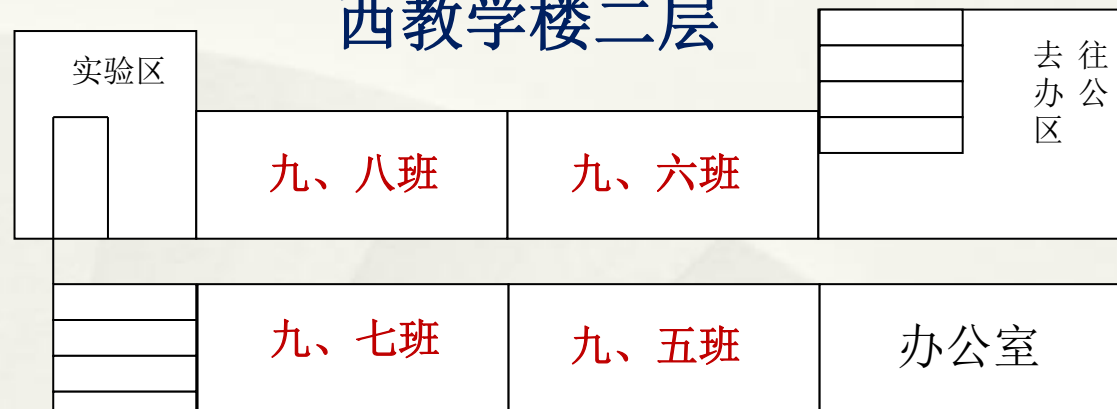 西教学楼二层
实验区
去往
办公
区
九、八班
九、六班
九、七班
九、五班
办公室